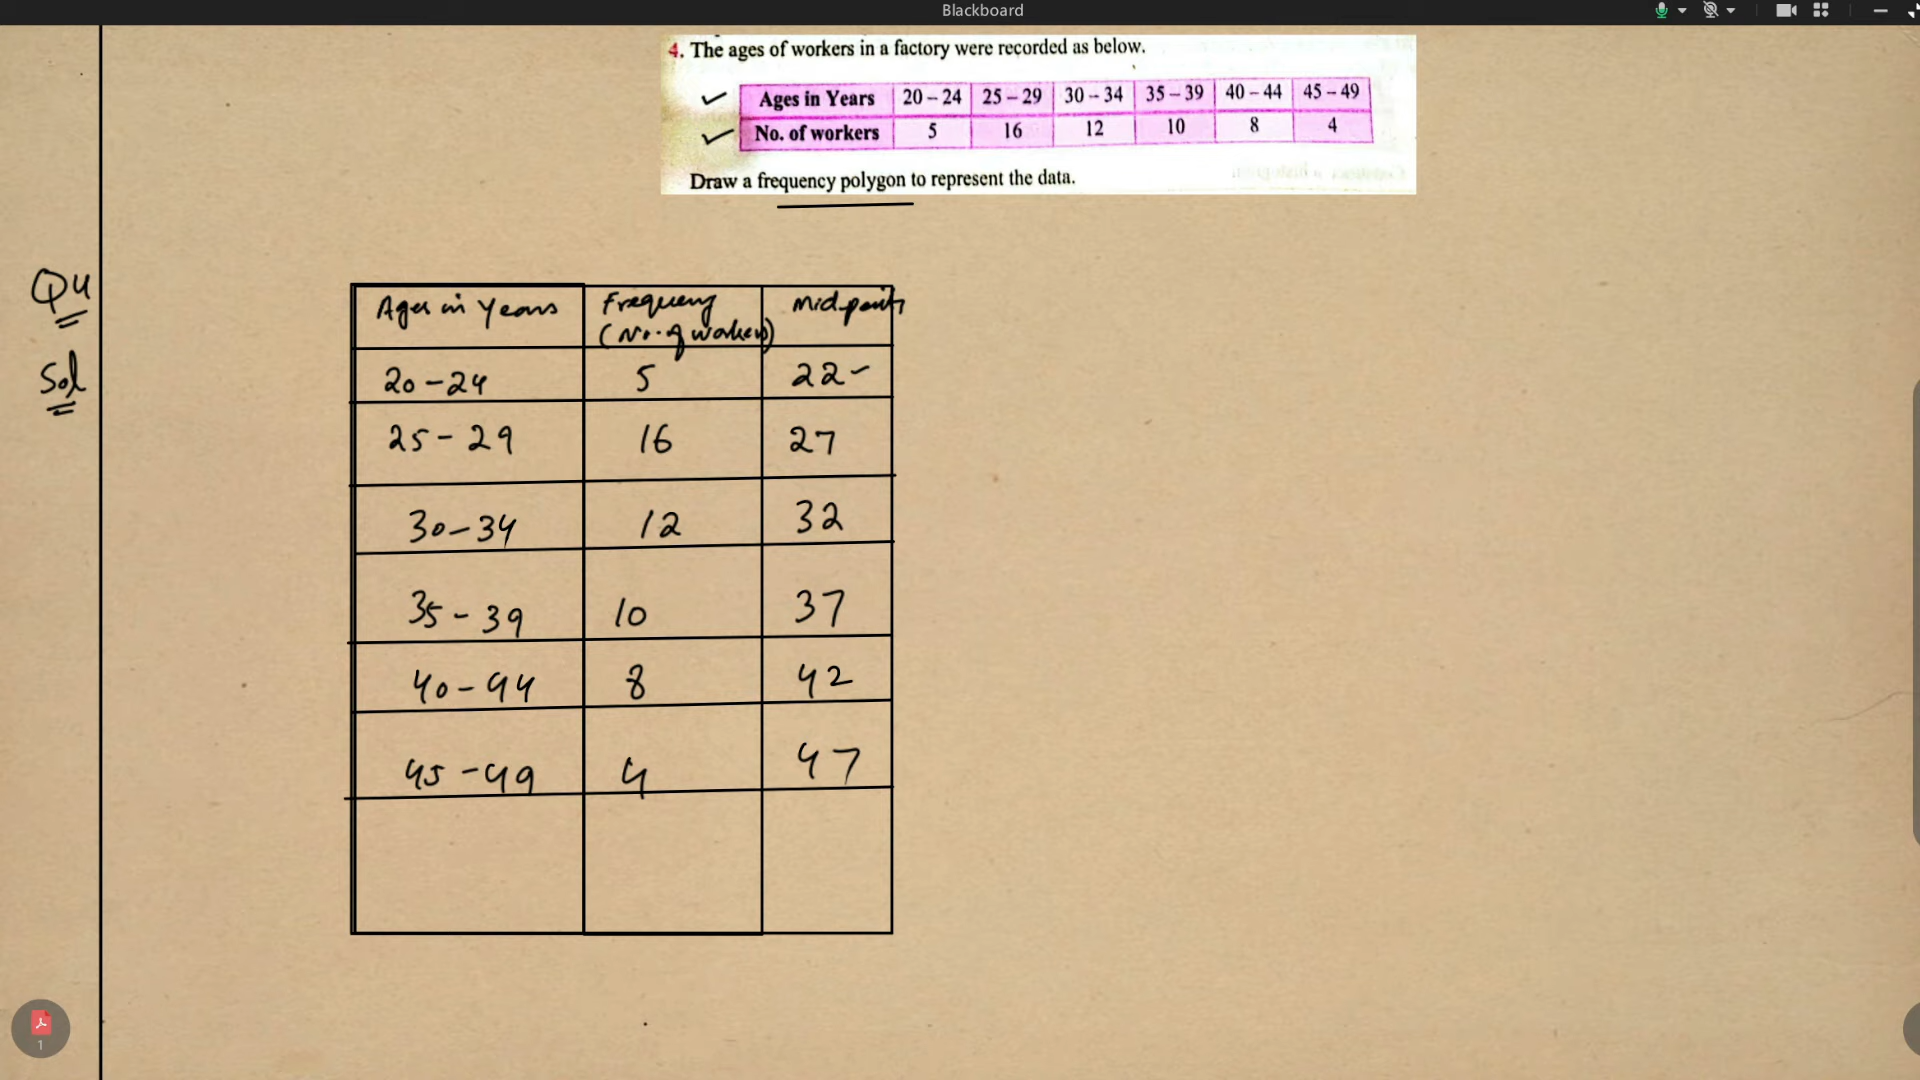 Blackboard
4. The ages of workers in a factory were recorded as below.
Ages in Years 20 – 24 25 – 29 30 – 34 35 – 39 40 – 44 45 – 49
No. of workers 5 16 12 10 8 4
Draw a frequency polygon to represent the data.
Q4
Sol
Ages in Years Frequency (No. of workers) Midpoints
20 - 24 5 22
25 - 29 16 27
30 - 34 12 32
35 - 39 10 37
40 - 44 8 42
45 - 49 4 47
1